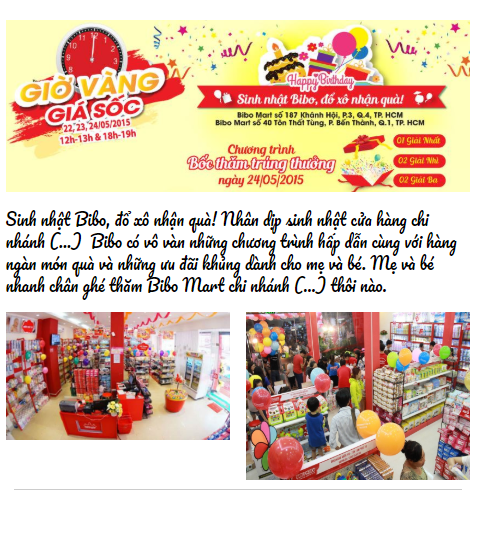 GIỜ VÀNG
GIÁ SỐC
22, 23, 24/05/2015
12h-13h & 18h-19h
Happy Birthday
Sinh nhật Bibo, đổ xô nhận quà!
Bibo Mart số 187 Khánh Hội, P.3, Q.4, TP. HCM
Bibo Mart số 40 Tôn Thất Tùng, P. Bến Thành, Q.1, TP. HCM
Chương trình
Bốc thăm trúng thưởng
ngày 24/05/2015
01 Giải Nhất
02 Giải Nhì
03 Giải Ba
Sinh nhật Bibo, đổ xô nhận quà! Nhân dịp sinh nhật cửa hàng chi
nhánh (...) Bibo có vô vàn những chương trình hấp dẫn cùng với hàng
ngàn món quà và những ưu đãi khủng dành cho mẹ và bé. Mẹ và bé
nhanh chân ghé thăm Bibo Mart chi nhánh (...) thôi nào.